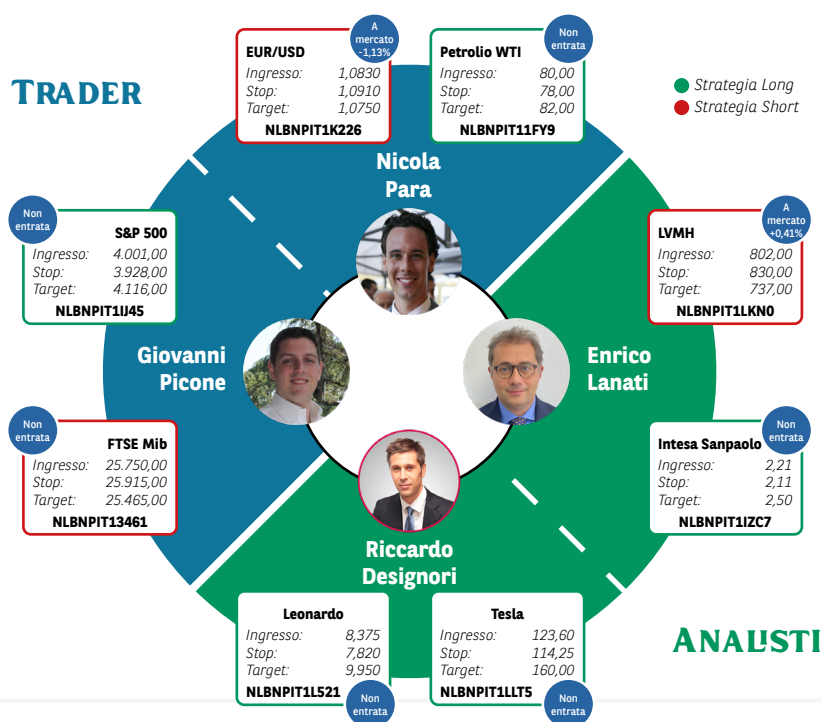 TRADER
A
mercato
-1,13%
EUR/USD
Ingresso: 1,0830
Stop: 1,0910
Target: 1,0750
NLBNPIT1K226
Non
entrata
Petrolio WTI
Ingresso: 80,00
Stop: 78,00
Target: 82,00
NLBNPIT11FY9
Strategia Long
Strategia Short
Nicola
Para
Non
entrata
S&P 500
Ingresso: 4.001,00
Stop: 3.928,00
Target: 4.116,00
NLBNPIT1IJ45
A
mercato
+0,41%
LVMH
Ingresso: 802,00
Stop: 830,00
Target: 737,00
NLBNPIT1LKN0
Giovanni
Picone
Enrico
Lanati
Non
entrata
FTSE Mib
Ingresso: 25.750,00
Stop: 25.915,00
Target: 25.465,00
NLBNPIT13461
Non
entrata
Intesa Sanpaolo
Ingresso: 2,21
Stop: 2,11
Target: 2,50
NLBNPIT1IZC7
Riccardo
Designori
Leonardo
Ingresso: 8,375
Stop: 7,820
Target: 9,950
NLBNPIT1L521
Non
entrata
Tesla
Ingresso: 123,60
Stop: 114,25
Target: 160,00
NLBNPIT1LLT5
Non
entrata
ANALISTI